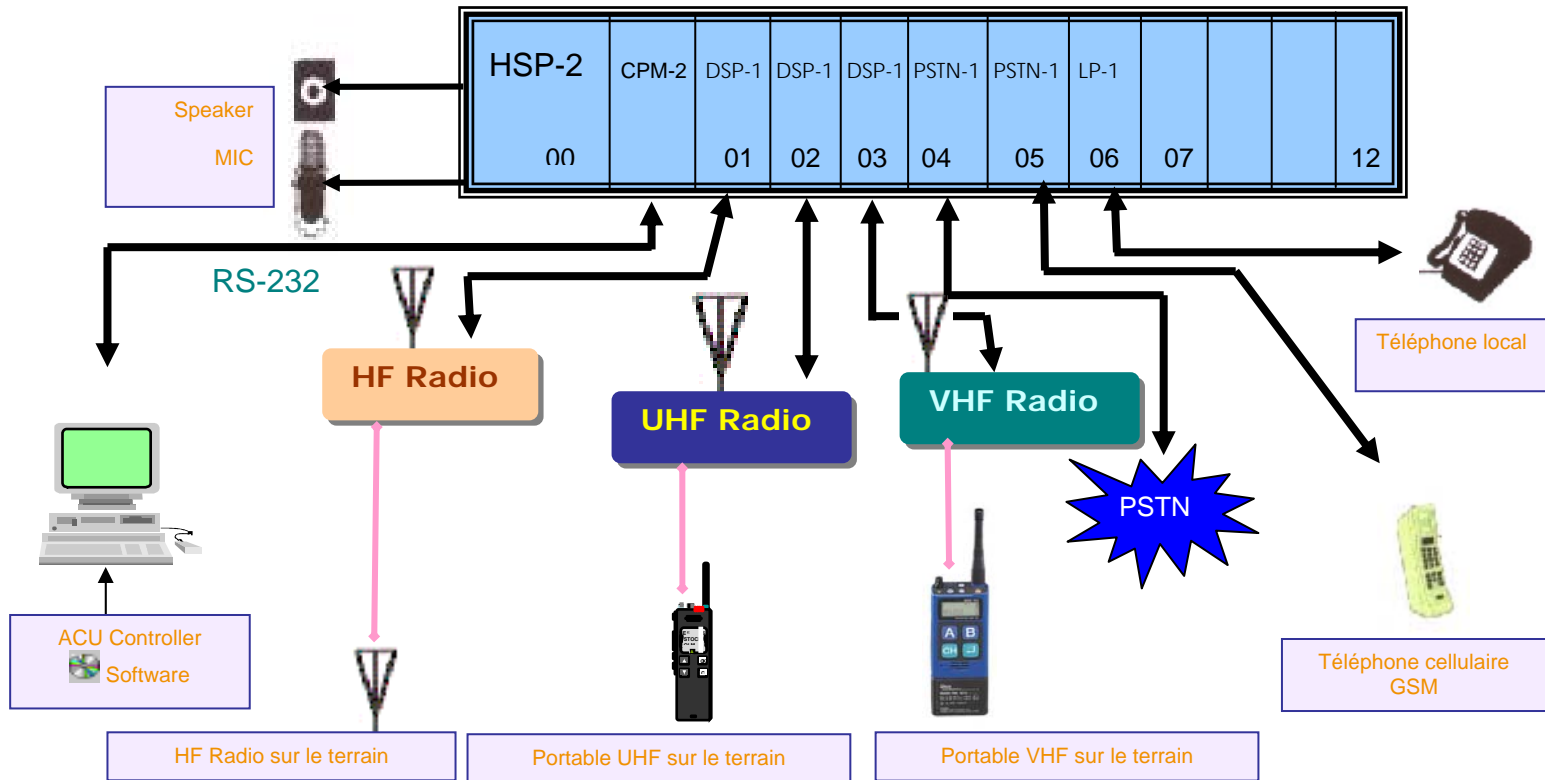 HSP-2 CPM-2 DSP-1 DSP-1 DSP-1 PSTN-1 PSTN-1 LP-1
00 01 02 03 04 05 06 07 12
Speaker
MIC
RS-232
Téléphone local
HF Radio
UHF Radio
VHF Radio
PSTN
STOC
A B
CH
ACU Controller
Software
Téléphone cellulaire
GSM
HF Radio sur le terrain
Portable UHF sur le terrain
Portable VHF sur le terrain